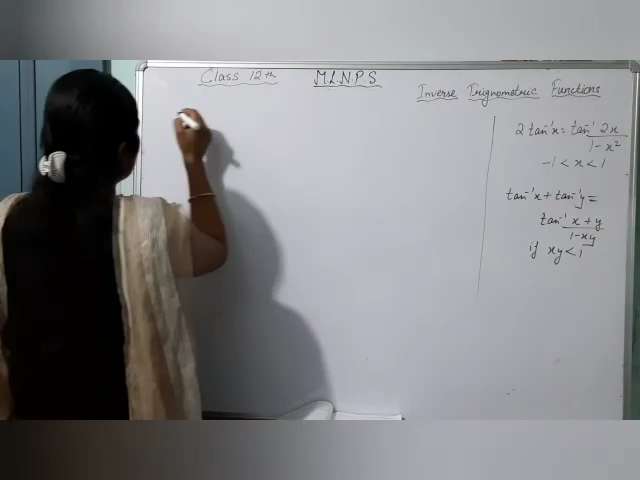 Class 12th M.L.N.P.S
Inverse Trignometric Functions
2 tan⁻¹x = tan⁻¹ 2x / 1 - x²
-1 < x < 1
tan⁻¹x + tan⁻¹y =
tan⁻¹ x + y / 1 - xy
if xy < 1